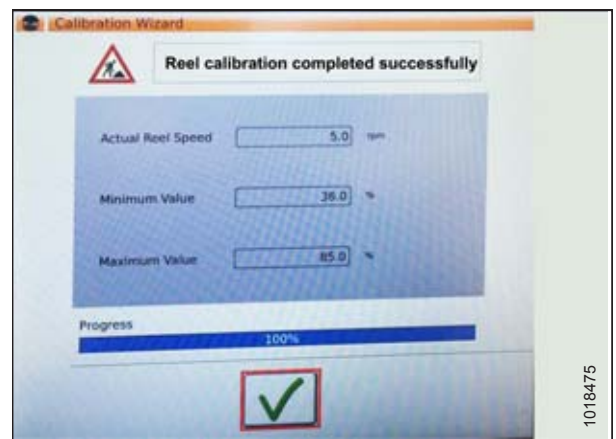 Calibration Wizard
Reel calibration completed successfully
Actual Reel Speed 5.0 rpm
Minimum Value 36.0 %
Maximum Value 85.0 %
Progress
100%
1018475